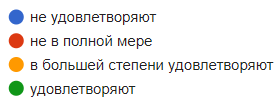 не удовлетворяют
не в полной мере
в большей степени удовлетворяют
удовлетворяют